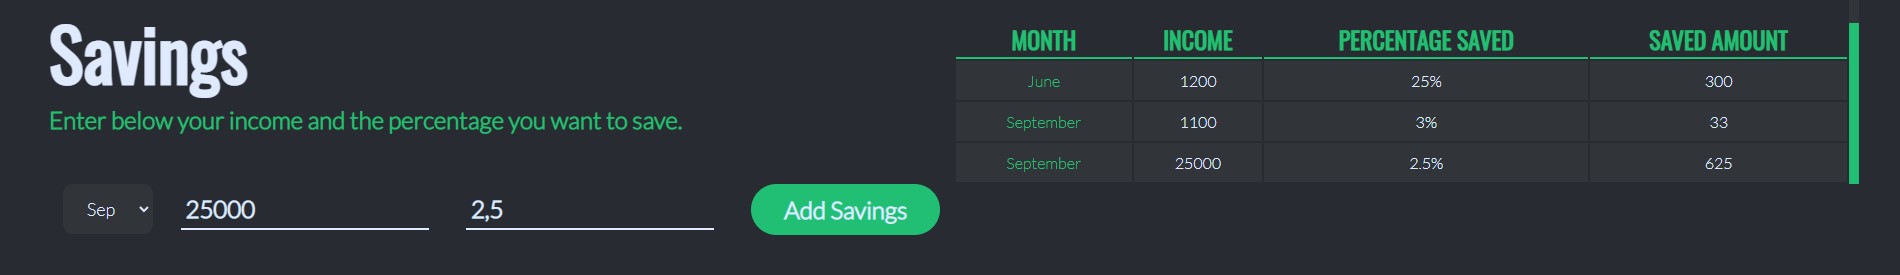 Savings
Enter below your income and the percentage you want to save.
Sep 25000 2,5 Add Savings
MONTH INCOME PERCENTAGE SAVED SAVED AMOUNT
June 1200 25% 300
September 1100 3% 33
September 25000 2.5% 625